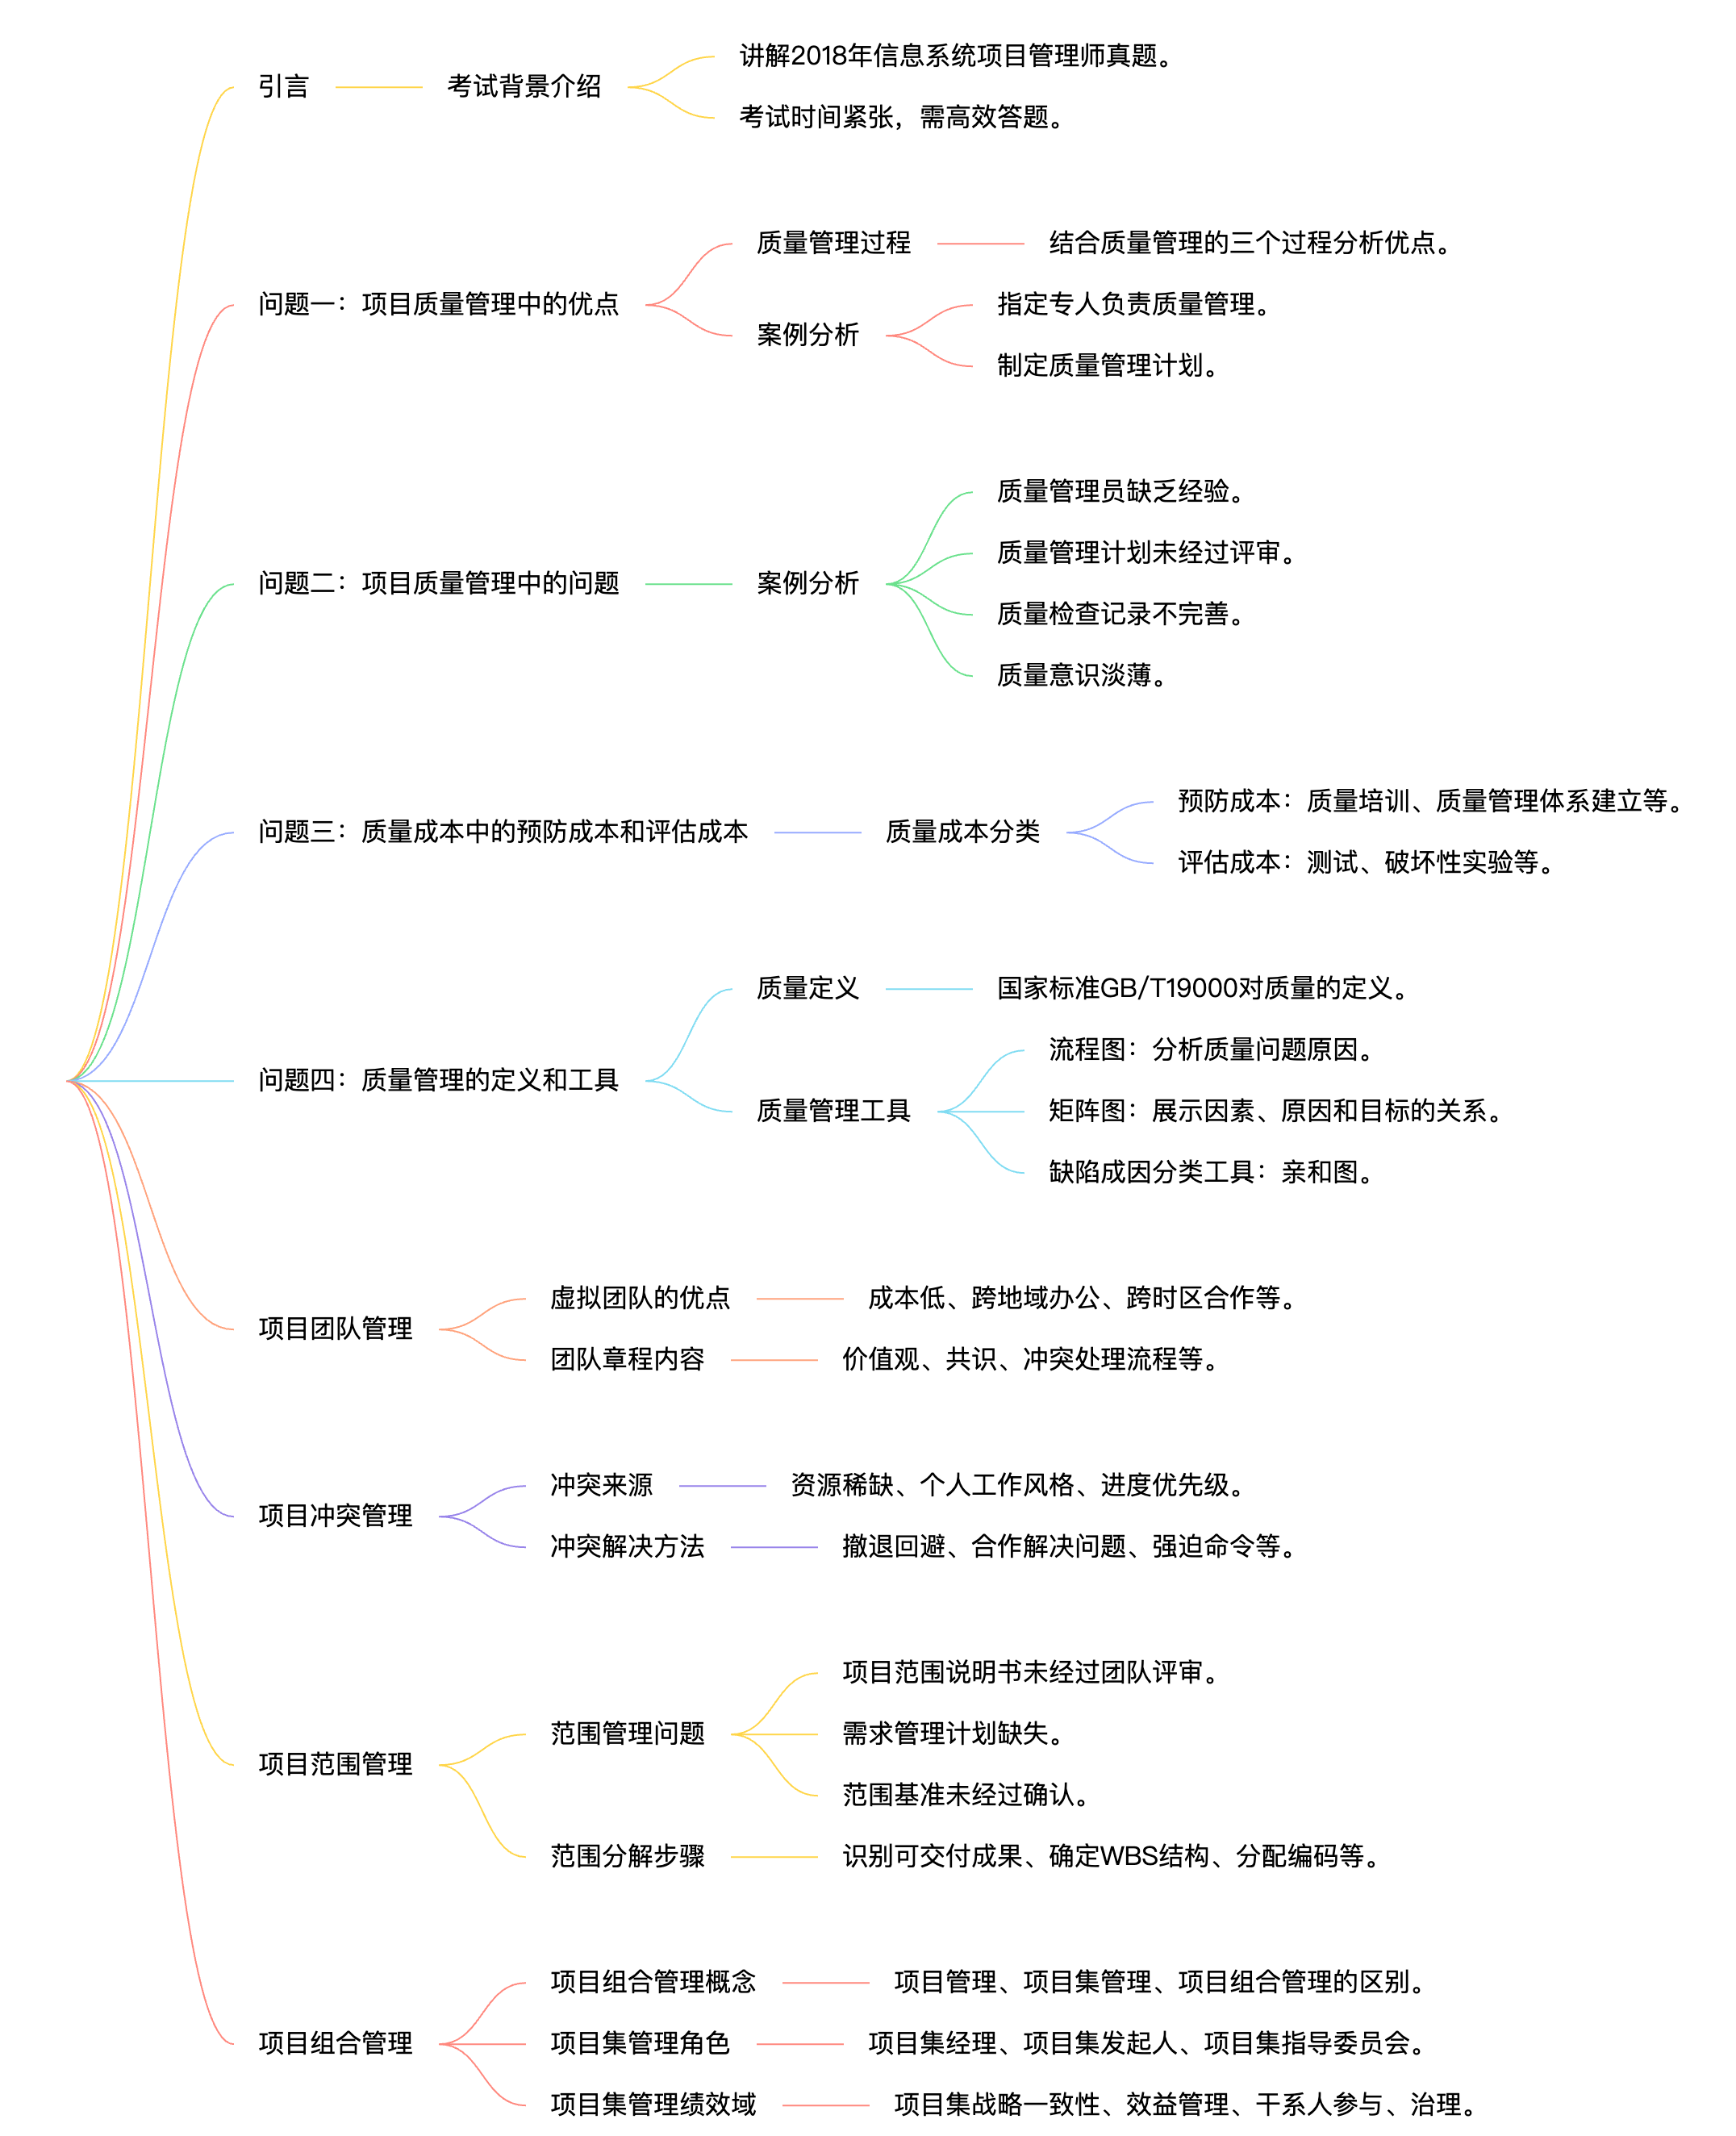 引言
考试背景介绍
讲解2018年信息系统项目管理师真题。
考试时间紧张，需高效答题。
问题一：项目质量管理中的优点
质量管理过程
结合质量管理的三个过程分析优点。
案例分析
指定专人负责质量管理。
制定质量管理计划。
问题二：项目质量管理中的问题
案例分析
质量管理员缺乏经验。
质量管理计划未经过评审。
质量检查记录不完善。
质量意识淡薄。
问题三：质量成本中的预防成本和评估成本
质量成本分类
预防成本：质量培训、质量管理体系建立等。
评估成本：测试、破坏性实验等。
问题四：质量管理的定义和工具
质量定义
国家标准GB/T19000对质量的定义。
质量管理工具
流程图：分析质量问题原因。
矩阵图：展示因素、原因和目标的关系。
缺陷成因分类工具：亲和图。
项目团队管理
虚拟团队的优点
成本低、跨地域办公、跨时区合作等。
团队章程内容
价值观、共识、冲突处理流程等。
项目冲突管理
冲突来源
资源稀缺、个人工作风格、进度优先级。
冲突解决方法
撤退回避、合作解决问题、强迫命令等。
项目范围管理
范围管理问题
项目范围说明书未经过团队评审。
需求管理计划缺失。
范围基准未经过确认。
范围分解步骤
识别可交付成果、确定WBS结构、分配编码等。
项目组合管理
项目组合管理概念
项目管理、项目集管理、项目组合管理的区别。
项目集管理角色
项目集经理、项目集发起人、项目集指导委员会。
项目集管理绩效域
项目集战略一致性、效益管理、干系人参与、治理。